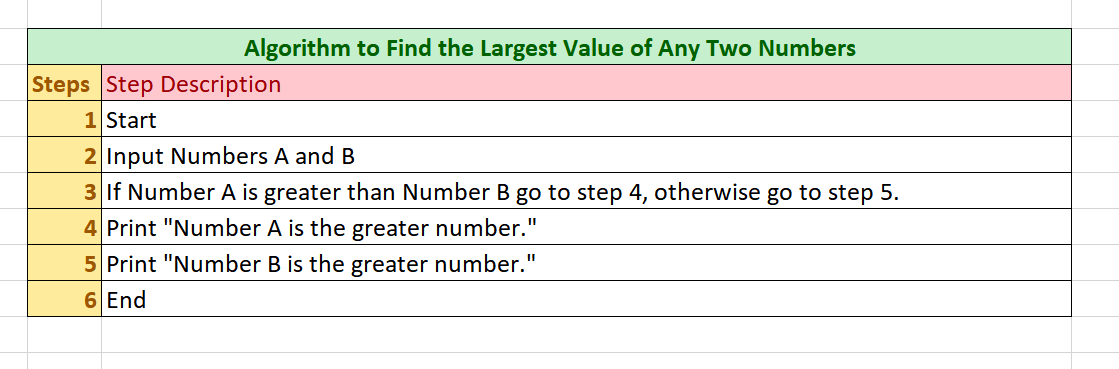 Algorithm to Find the Largest Value of Any Two Numbers
Steps Step Description
1 Start
2 Input Numbers A and B
3 If Number A is greater than Number B go to step 4, otherwise go to step 5.
4 Print "Number A is the greater number."
5 Print "Number B is the greater number."
6 End